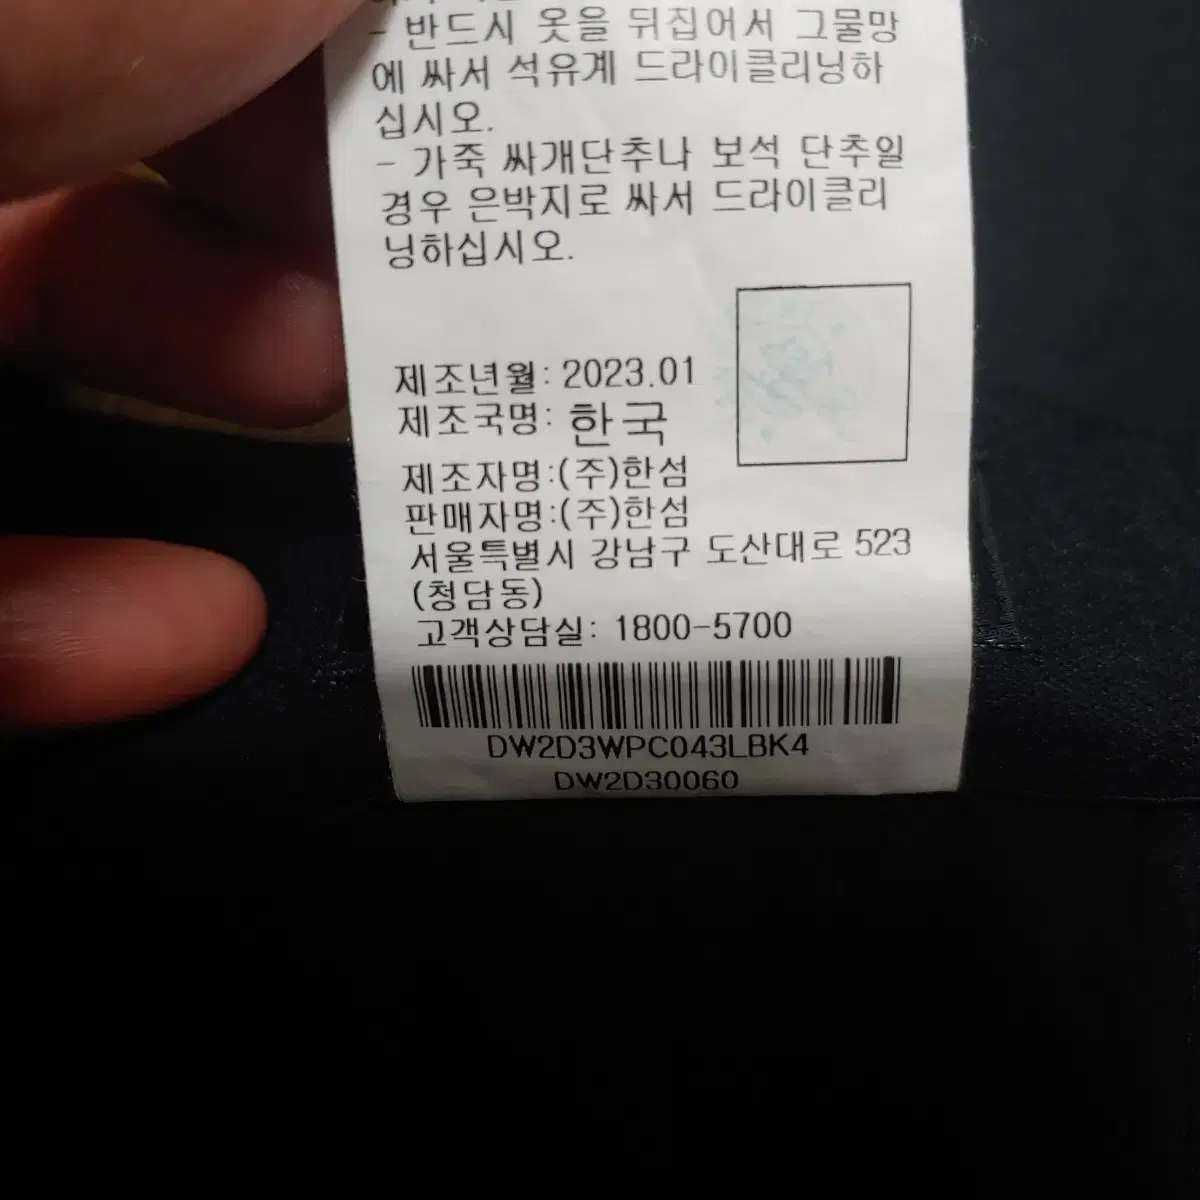 - 반드시 옷을 뒤집어서 그물망
에 싸서 석유계 드라이클리닝하
십시오.
- 가죽 싸개단추나 보석 단추일
경우 은박지로 싸서 드라이클리
닝하십시오.
제조년월: 2023.01
제조국명: 한국
제조자명:(주)한섬
판매자명:(주)한섬
서울특별시 강남구 도산대로 523
(청담동)
고객상담실: 1800-5700
DW2D3WPC043LBK4
DW2D30060